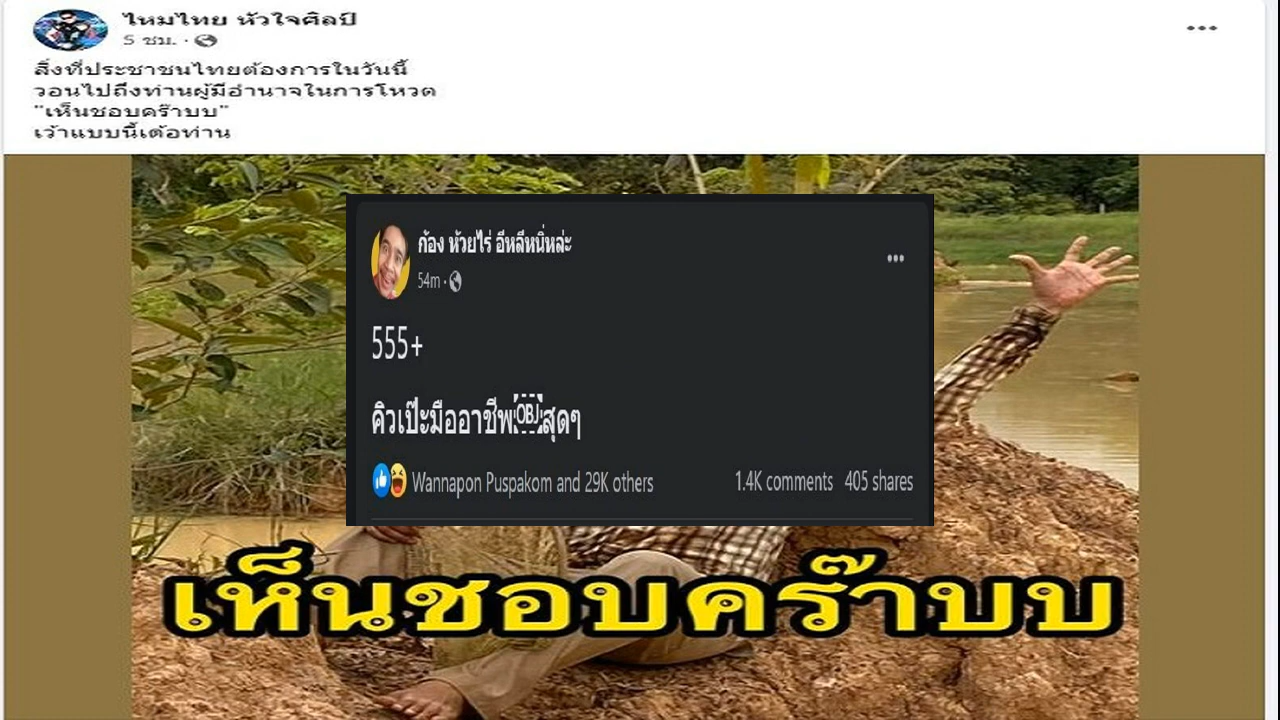 ไหมไทย หัวใจศิลป์
5 ชม. ·
สิ่งที่ประชาชนไทยต้องการในวันนี้
วอนไปถึงท่านผู้มีอำนาจในการโหวต
"เห็นชอบคร๊าบบ"
เว้าแบบนี้เด้อท่าน
ก้อง ห้วยไร่ อีหลีหนิ่หล่ะ
54m ·
555+
คิวเป๊ะมืออาชีพ￼สุดๆ
Wannapon Puspakom and 29K others
1.4K comments 405 shares
เห็นชอบคร๊าบบ